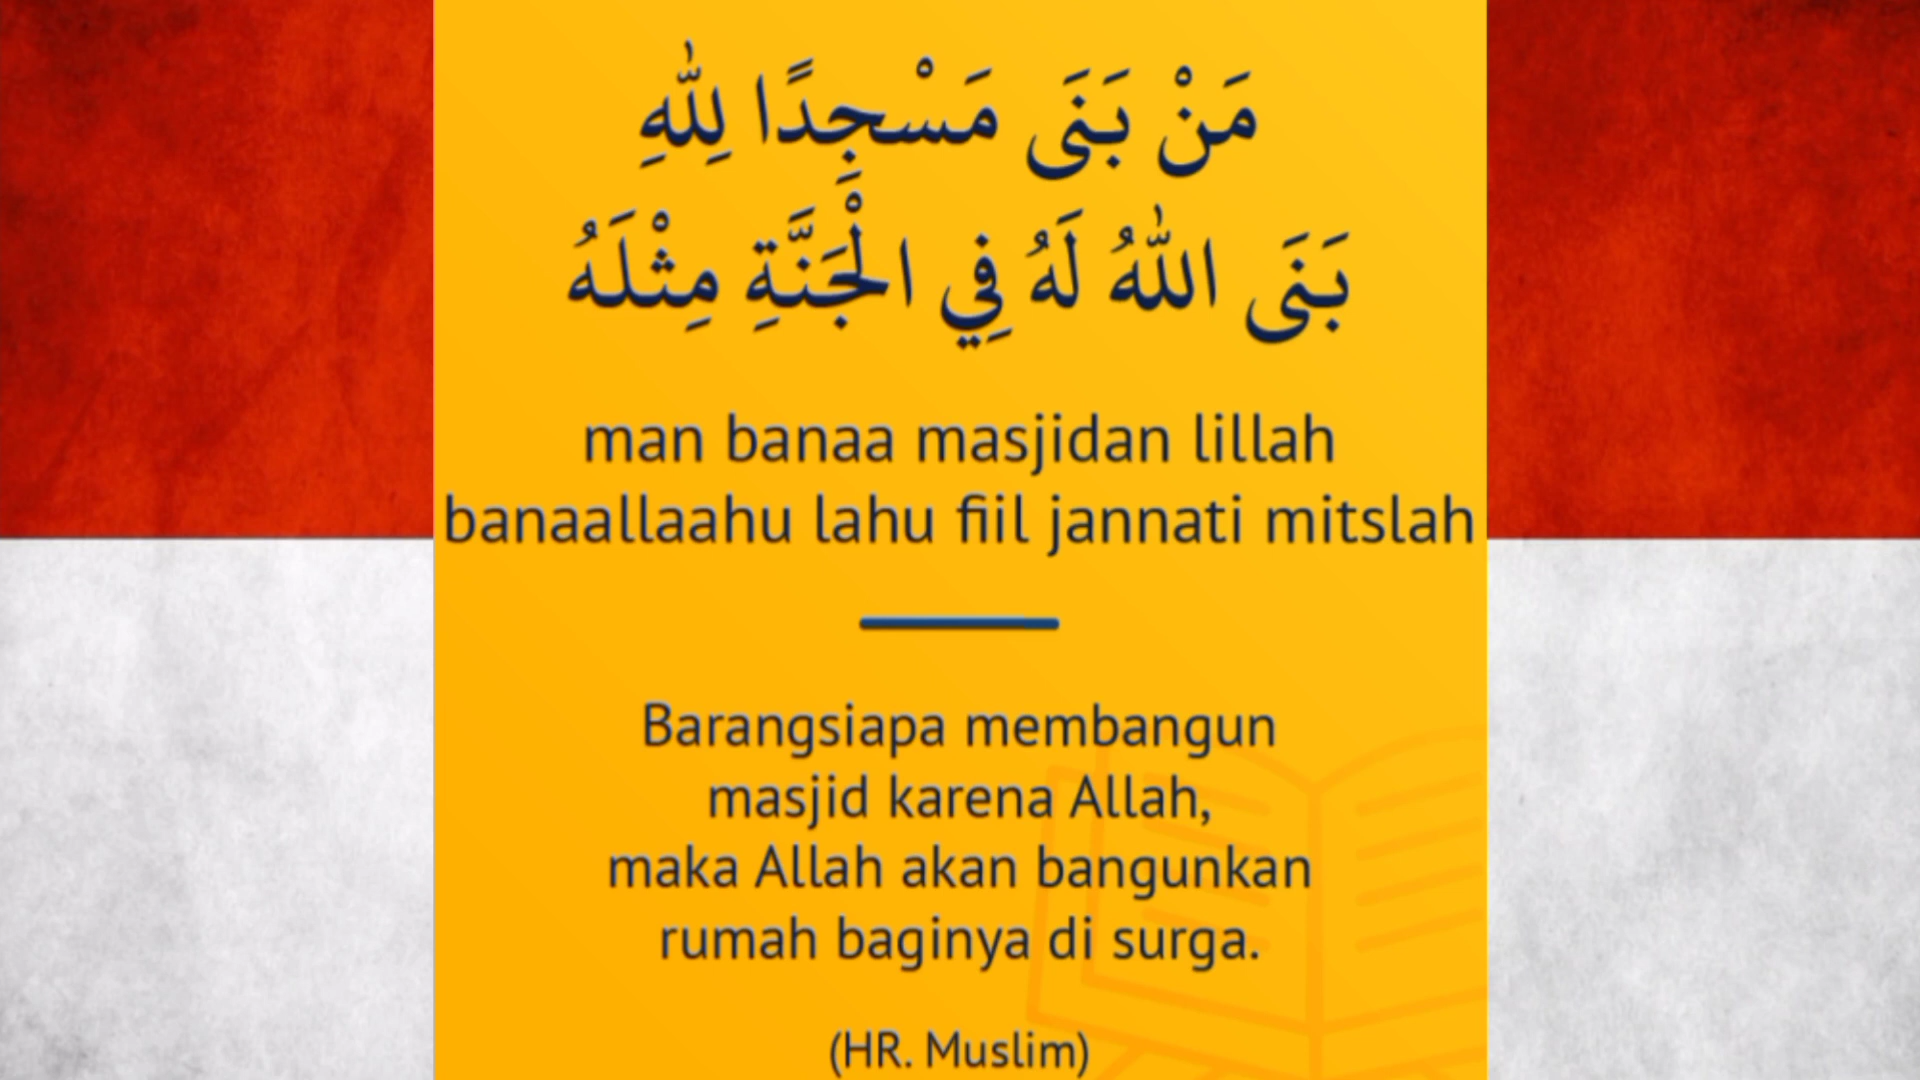 مَنْ بَنَى مَسْجِدًا لِلّٰهِ
بَنَى اللّٰهُ لَهُ فِي الْجَنَّةِ مِثْلَهُ
man banaa masjidan lillah
banaallaahu lahu fiil jannati mitslah
Barangsiapa membangun
masjid karena Allah,
maka Allah akan bangunkan
rumah baginya di surga.
(HR. Muslim)